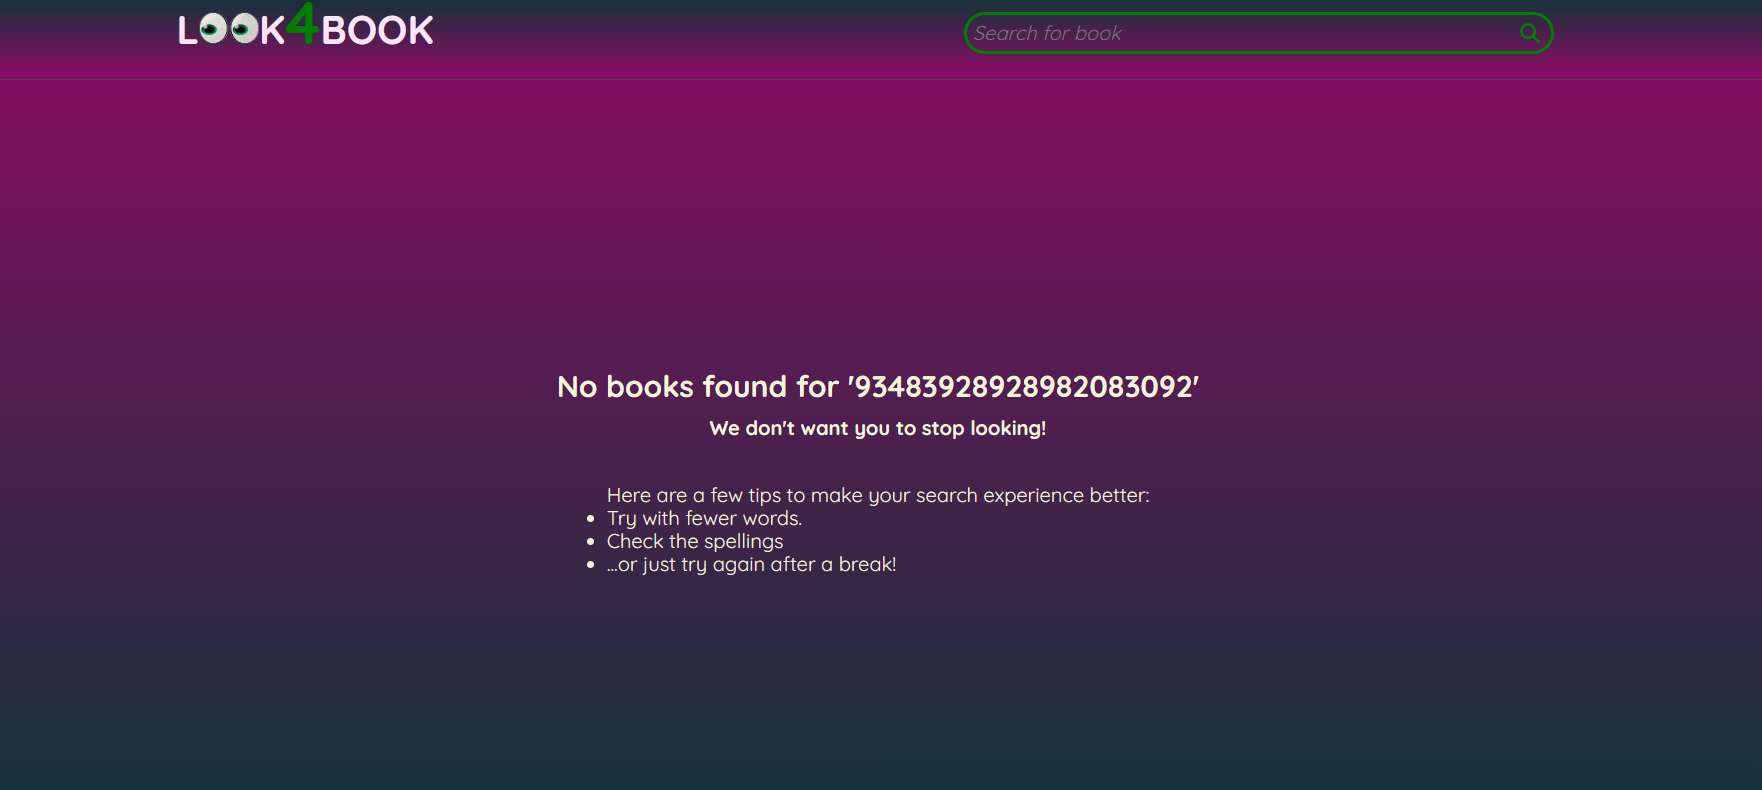 LOOK4BOOK
Search for book
No books found for '93483928928982083092'
We don't want you to stop looking!
Here are a few tips to make your search experience better:
Try with fewer words.
Check the spellings
...or just try again after a break!